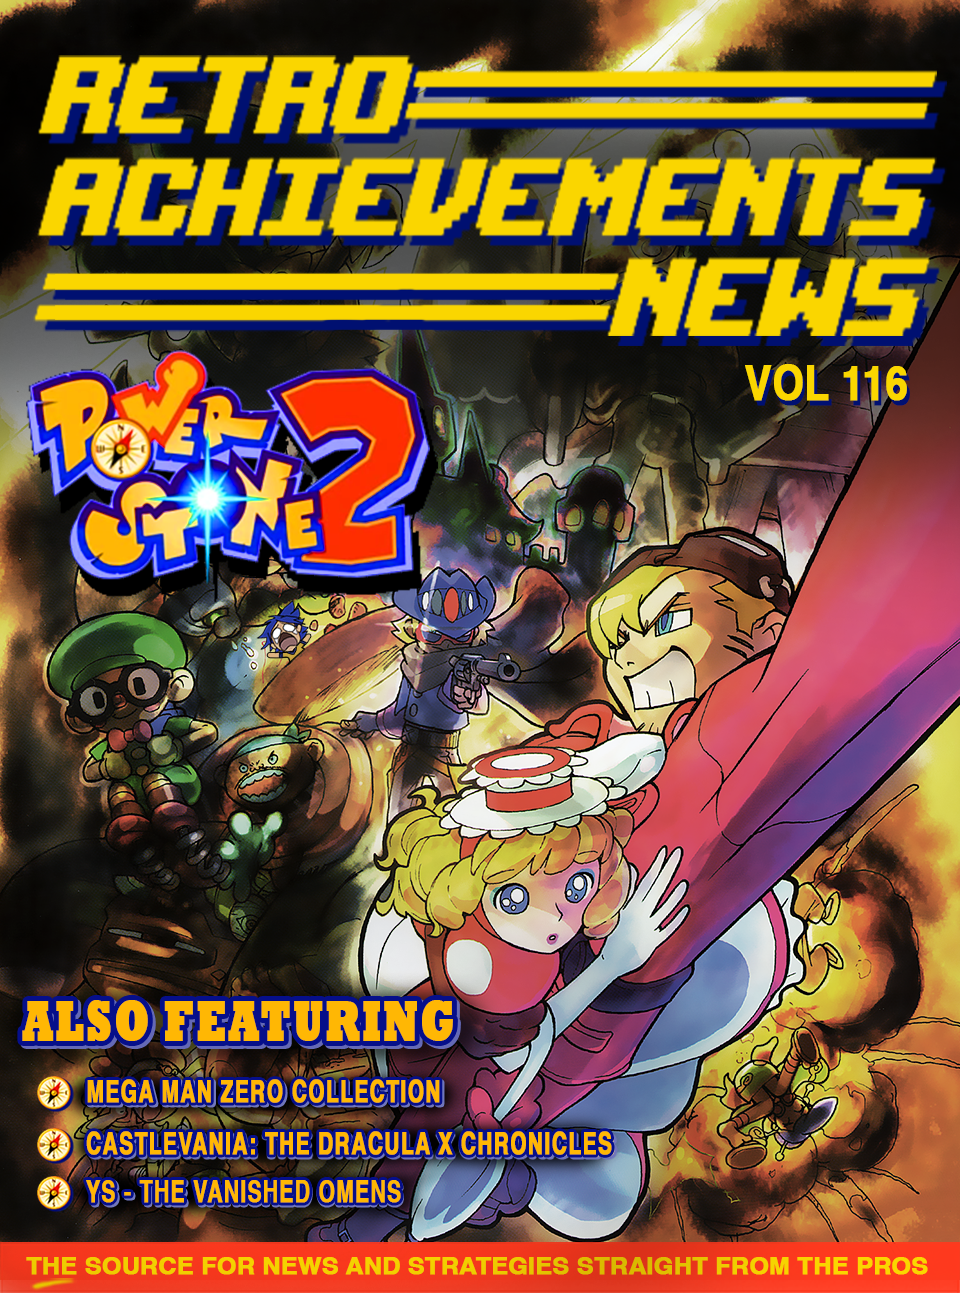 RETRO
ACHIEVEMENTS
NEWS
VOL 116
POWER
STONE 2
ALSO FEATURING
MEGA MAN ZERO COLLECTION
CASTLEVANIA: THE DRACULA X CHRONICLES
YS - THE VANISHED OMENS
THE SOURCE FOR NEWS AND STRATEGIES STRAIGHT FROM THE PROS